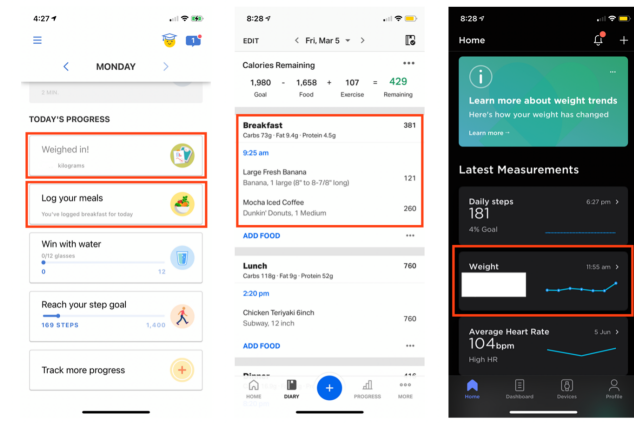 4:27
MONDAY
2 MIN.
TODAY'S PROGRESS
Weighed in!
kilograms
Log your meals
You've logged breakfast for today
Win with water
0/12 glasses
0 12
Reach your step goal
169 STEPS 1,400
Track more progress
8:28
EDIT Fri, Mar 5
Calories Remaining
1,980 - 1,658 + 107 = 429
Goal Food Exercise Remaining
Breakfast 381
Carbs 73g · Fat 9.4g · Protein 4.5g
9:25 am
Large Fresh Banana
Banana, 1 large (8" to 8-7/8" long) 121
Mocha Iced Coffee
Dunkin' Donuts, 1 Medium 260
ADD FOOD
Lunch 760
Carbs 118g · Fat 9g · Protein 52g
2:20 pm
Chicken Teriyaki 6inch
Subway, 12 inch 760
ADD FOOD
HOME DIARY PROGRESS MORE
8:28
Home
Learn more about weight trends
Here's how your weight has changed
Learn more
Latest Measurements
Daily steps 6:27 pm
181
4% Goal
Weight 11:55 am
Average Heart Rate 5 Jun
104bpm
High HR
Home Dashboard Devices Profile